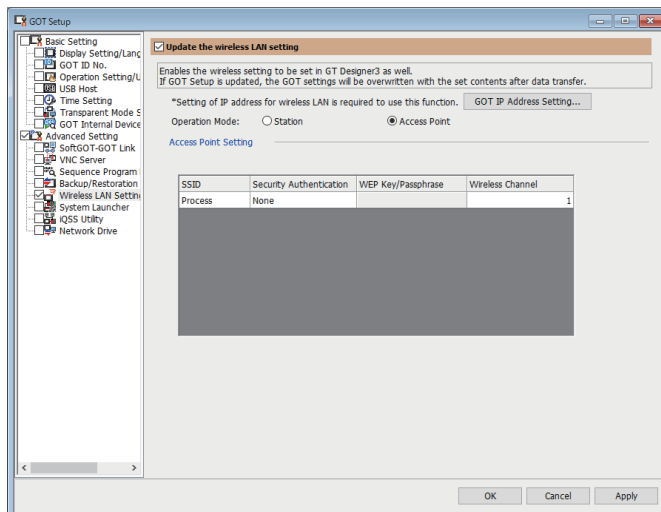 GOT Setup
Basic Setting
Display Setting/Lang
GOT ID No.
Operation Setting/U
USB Host
Time Setting
Transparent Mode S
GOT Internal Device
Advanced Setting
SoftGOT-GOT Link
VNC Server
Sequence Program
Backup/Restoration
Wireless LAN Settin
System Launcher
iQSS Utility
Network Drive
Update the wireless LAN setting
Enables the wireless setting to be set in GT Designer3 as well.
If GOT Setup is updated, the GOT settings will be overwritten with the set contents after data transfer.
*Setting of IP address for wireless LAN is required to use this function. GOT IP Address Setting...
Operation Mode: Station Access Point
Access Point Setting
SSID Security Authentication WEP Key/Passphrase Wireless Channel
Process None 1
OK Cancel Apply